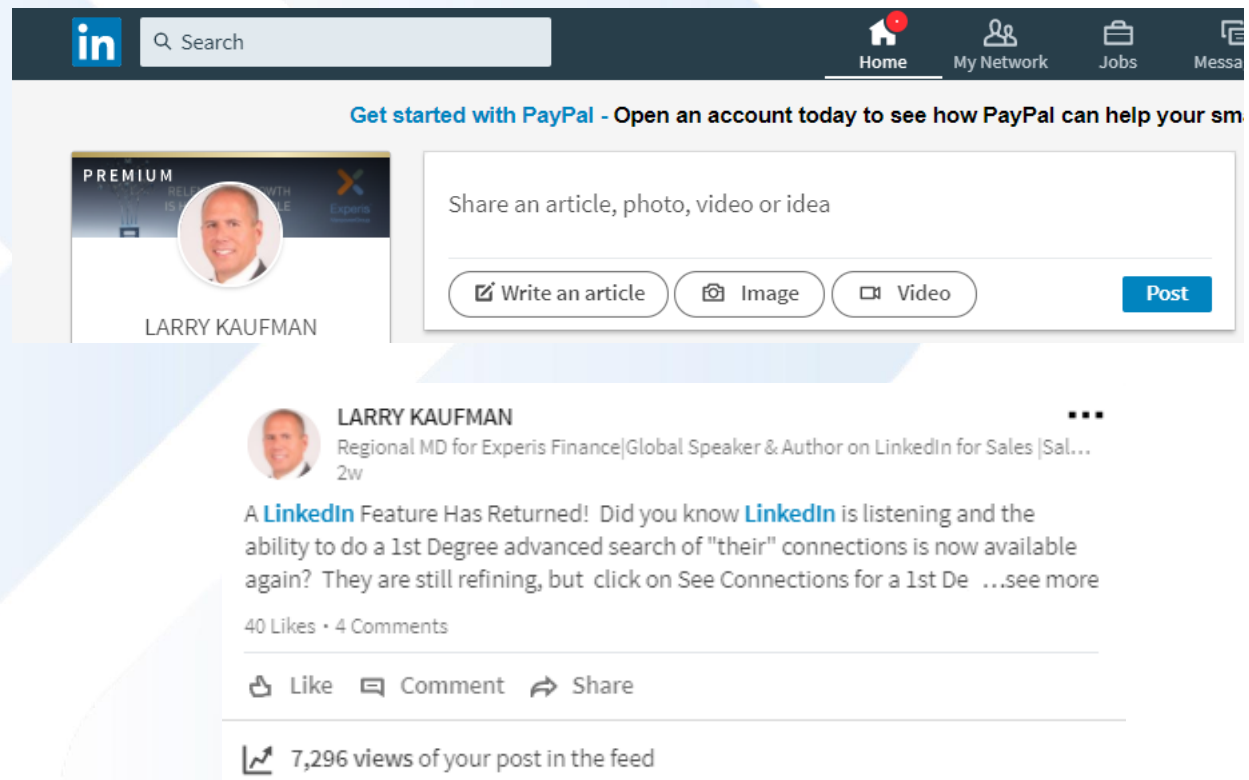 in
Search
Home
My Network
Jobs
Messa
Get started with PayPal - Open an account today to see how PayPal can help your sma
PREMIUM
Experis
LARRY KAUFMAN
Share an article, photo, video or idea
Write an article
Image
Video
Post
LARRY KAUFMAN
Regional MD for Experis Finance|Global Speaker & Author on LinkedIn for Sales |Sal...
2w
A LinkedIn Feature Has Returned! Did you know LinkedIn is listening and the
ability to do a 1st Degree advanced search of "their" connections is now available
again? They are still refining, but click on See Connections for a 1st De ...see more
40 Likes • 4 Comments
Like Comment Share
7,296 views of your post in the feed